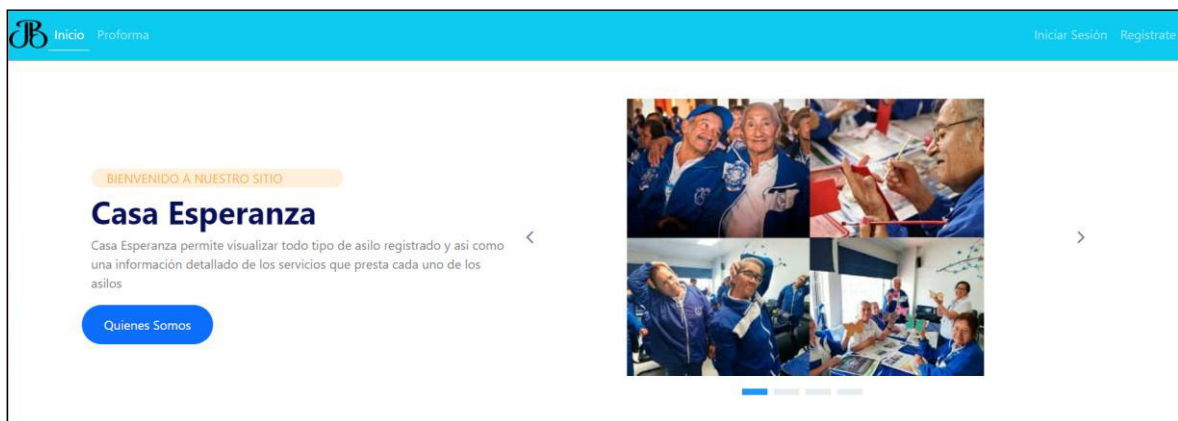 JB
Inicio Proforma
Iniciar Sesión Registrate
BIENVENIDO A NUESTRO SITIO
Casa Esperanza
Casa Esperanza permite visualizar todo tipo de asilo registrado y asi como
una información detallado de los servicios que presta cada uno de los
asilos
Quienes Somos